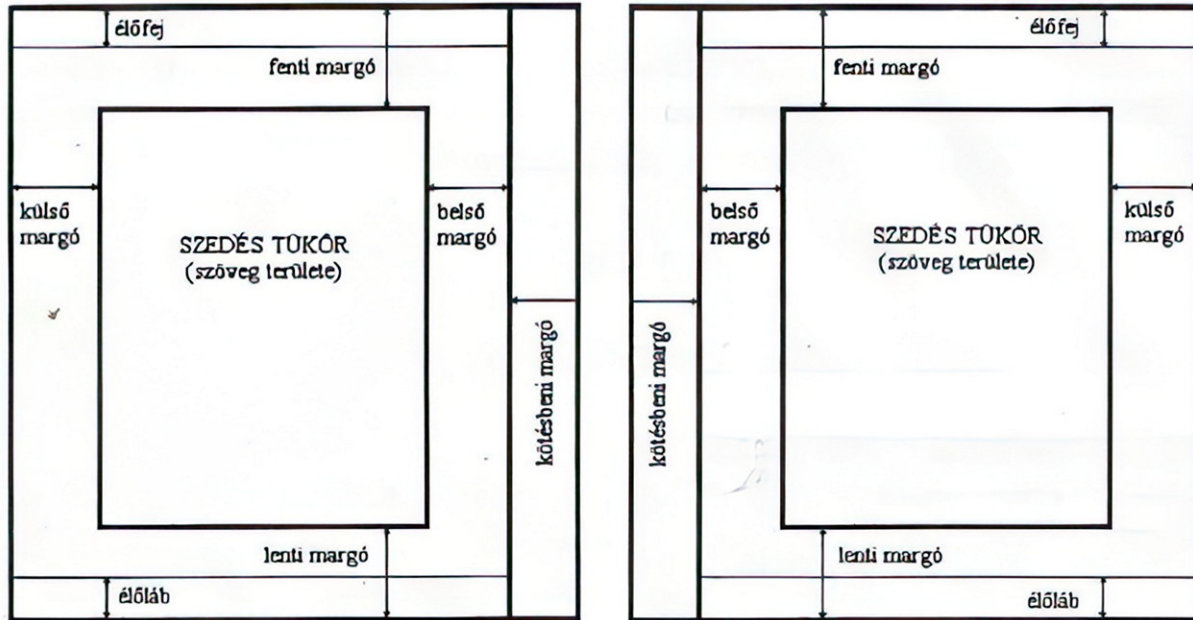 élőfej
fenti margó
külső
margó
belső
margó
SZEDÉS TÜKÖR
(szöveg területe)
kötésbeni margó
lenti margó
élőláb
élőfej
fenti margó
belső
margó
külső
margó
SZEDÉS TÜKÖR
(szöveg területe)
kötésbeni margó
lenti margó
élőláb